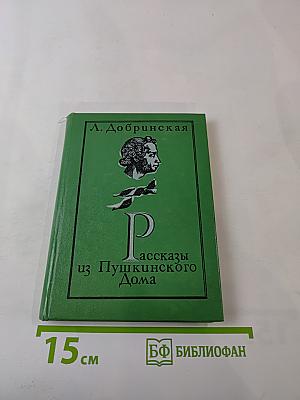 Л. Добринская
Рассказы
из Пушкинского
Дома
15 см
БФ БИБЛИОФАН